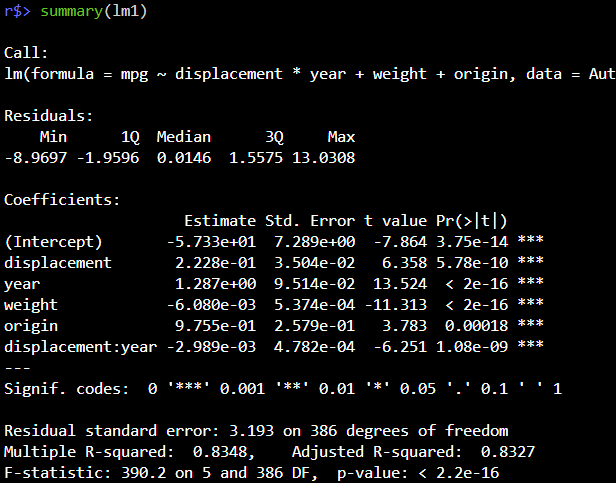 r$> summary(lm1)
Call:
lm(formula = mpg ~ displacement * year + weight + origin, data = Aut
Residuals:
    Min      1Q  Median      3Q     Max
-8.9697 -1.9596  0.0146  1.5575 13.0308
Coefficients:
                    Estimate Std. Error t value Pr(>|t|)
(Intercept)       -5.733e+01  7.289e+00  -7.864 3.75e-14 ***
displacement       2.228e-01  3.504e-02   6.358 5.78e-10 ***
year               1.287e+00  9.514e-02  13.524  < 2e-16 ***
weight            -6.080e-03  5.374e-04 -11.313  < 2e-16 ***
origin             9.755e-01  2.579e-01   3.783  0.00018 ***
displacement:year -2.989e-03  4.782e-04  -6.251 1.08e-09 ***
---
Signif. codes:  0 '***' 0.001 '**' 0.01 '*' 0.05 '.' 0.1 ' ' 1
Residual standard error: 3.193 on 386 degrees of freedom
Multiple R-squared:  0.8348,    Adjusted R-squared:  0.8327
F-statistic: 390.2 on 5 and 386 DF,  p-value: < 2.2e-16